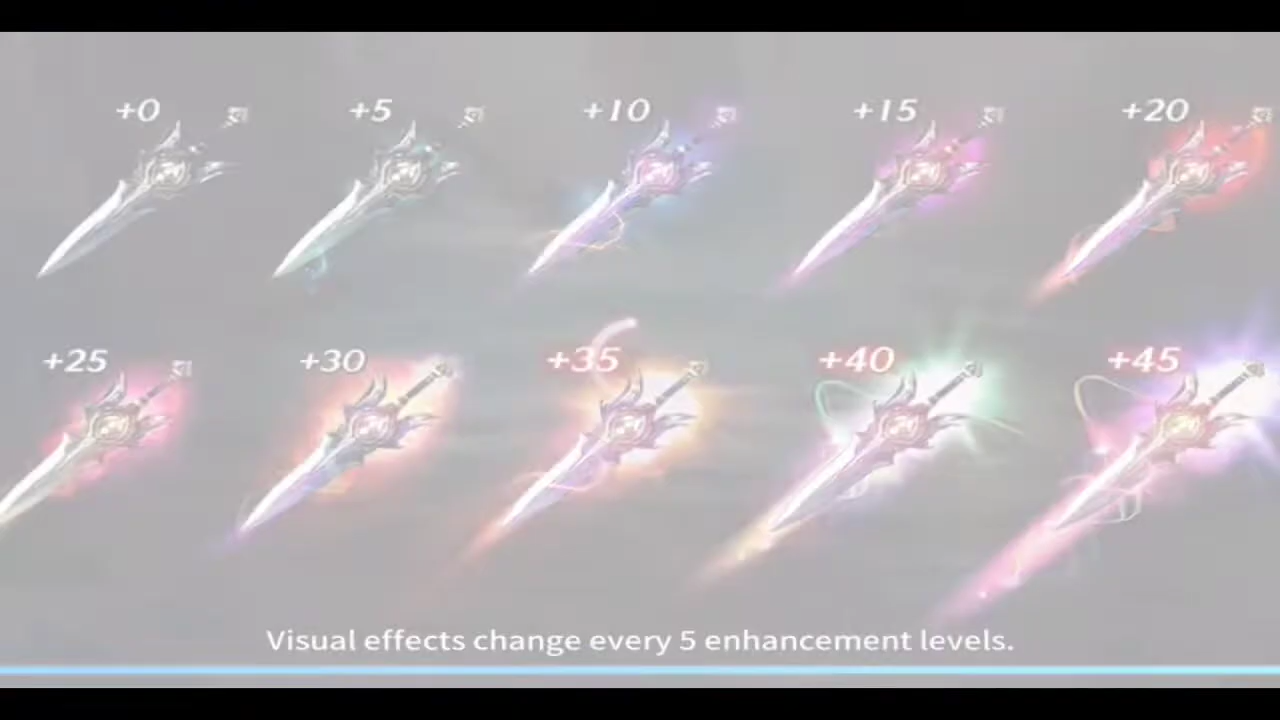 +0 +5 +10 +15 +20
+25 +30 +35 +40 +45
Visual effects change every 5 enhancement levels.